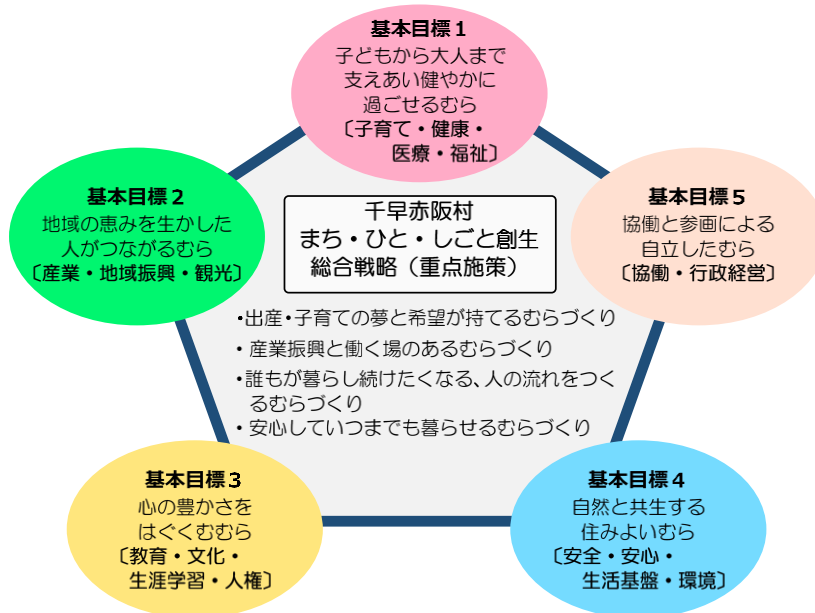 基本目標１
子どもから大人まで
支えあい健やかに
過ごせるむら
〔子育て・健康・
医療・福祉〕
基本目標２
地域の恵みを生かした
人がつながるむら
〔産業・地域振興・観光〕
千早赤阪村
まち・ひと・しごと創生
総合戦略（重点施策）
基本目標５
協働と参画による
自立したむら
〔協働・行政経営〕
・出産・子育ての夢と希望が持てるむらづくり
・産業振興と働く場のあるむらづくり
・誰もが暮らし続けたくなる、人の流れをつく
るむらづくり
・安心していつまでも暮らせるむらづくり
基本目標３
心の豊かさを
はぐくむむら
〔教育・文化・
生涯学習・人権〕
基本目標４
自然と共生する
住みよいむら
〔安全・安心・
生活基盤・環境〕